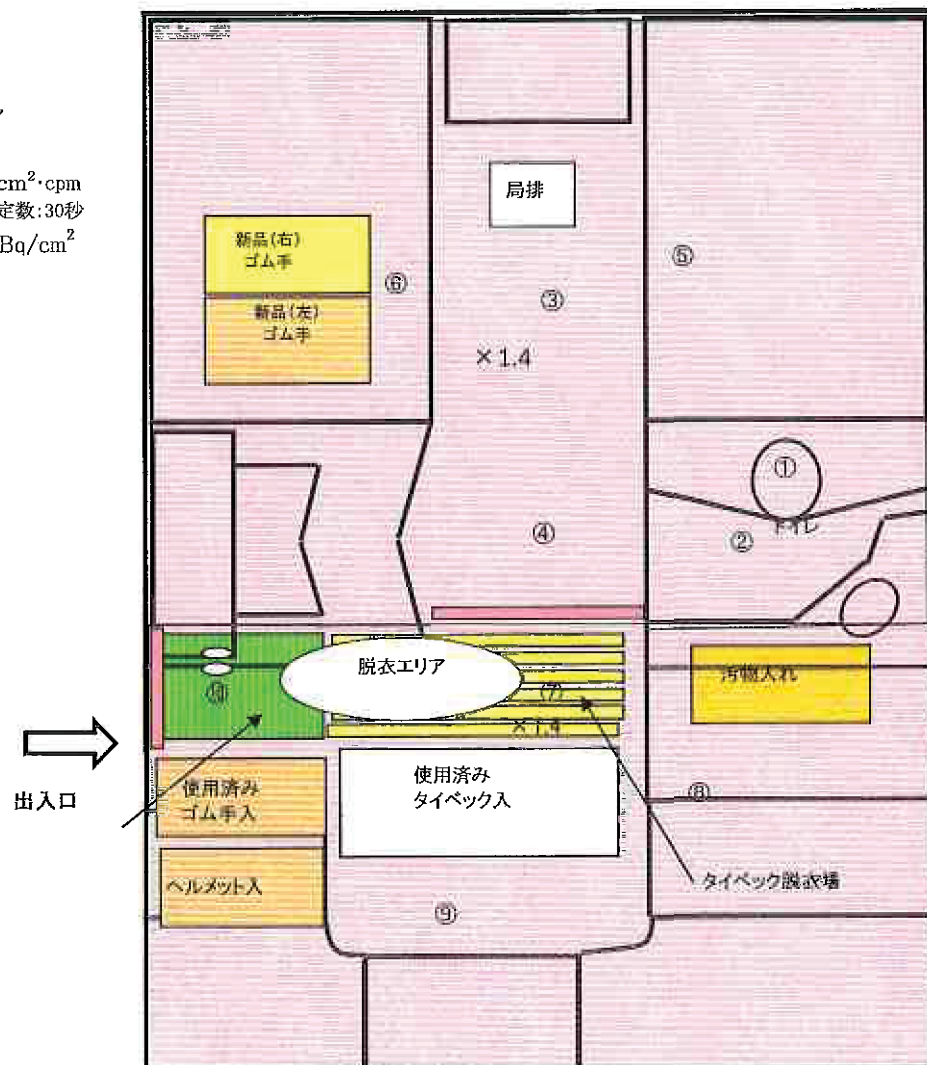 cm²·cpm
定数:30秒
Bq/cm²
局排
新品(右)
ゴム手
新品(左)
ゴム手
⑥
③
⑤
×1.4
①
トイレ
④
②
脱衣エリア
⑦
×1.4
⑩
汚物入れ
出入口
使用済み
ゴム手入
使用済み
タイベック入
⑧
ヘルメット入
タイベック脱衣場
⑨